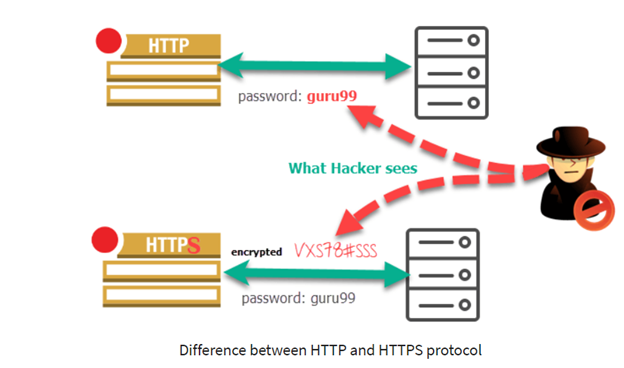 HTTP
password: guru99
What Hacker sees
HTTPS
encrypted VXS78#SSS
password: guru99
Difference between HTTP and HTTPS protocol